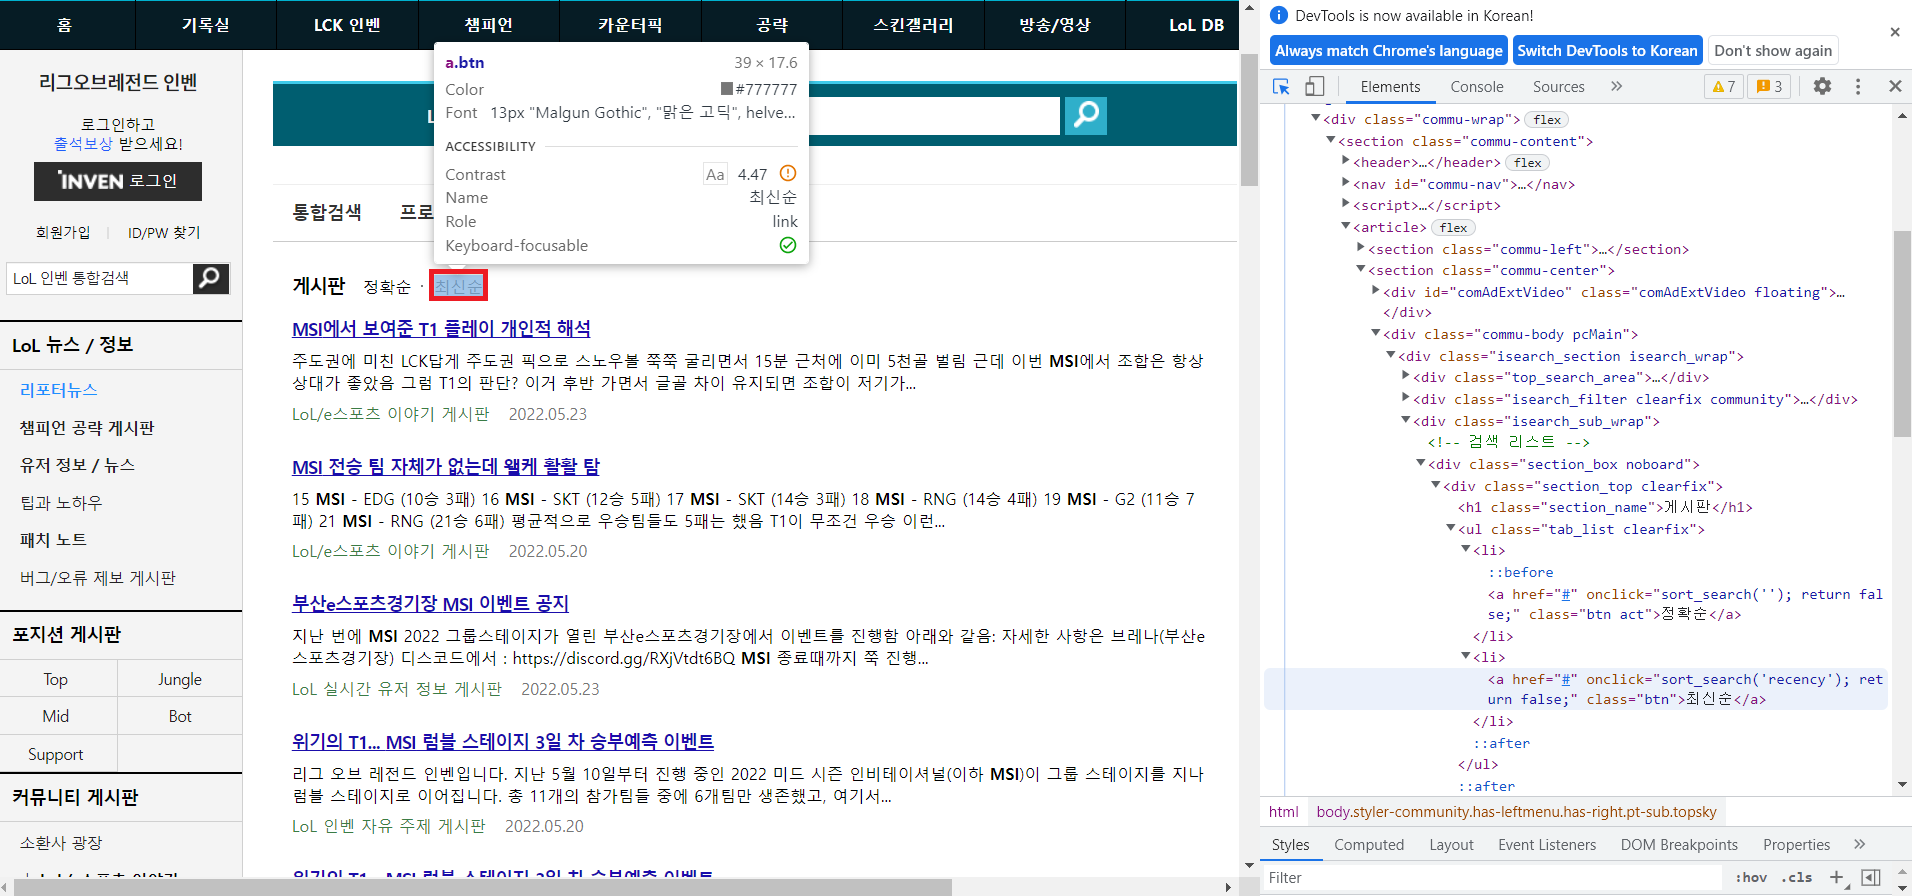 홈 기록실 LCK 인벤 챔피언 카운터픽 공략 스킨갤러리 방송/영상 LoL DB
리그오브레전드 인벤
로그인하고
출석보상 받으세요!
INVEN 로그인
회원가입 | ID/PW 찾기
LoL 인벤 통합검색
LoL 뉴스 / 정보
리포터뉴스
챔피언 공략 게시판
유저 정보 / 뉴스
팁과 노하우
패치 노트
버그/오류 제보 게시판
포지션 게시판
Top Jungle
Mid Bot
Support
커뮤니티 게시판
소환사 광장
a.btn 39 × 17.6
Color #777777
Font 13px "Malgun Gothic", "맑은 고딕", helve...
ACCESSIBILITY
Contrast Aa 4.47
Name 최신순
Role link
Keyboard-focusable
통합검색 프로
게시판 정확순 · 최신순
MSI에서 보여준 T1 플레이 개인적 해석
주도권에 미친 LCK답게 주도권 픽으로 스노우볼 쭉쭉 굴리면서 15분 근처에 이미 5천골 벌림 근데 이번 MSI에서 조합은 항상
상대가 좋았음 그럼 T1의 판단? 이거 후반 가면서 글골 차이 유지되면 조합이 저기가...
LoL/e스포츠 이야기 게시판 2022.05.23
MSI 전승 팀 자체가 없는데 왤케 활활 탐
15 MSI - EDG (10승 3패) 16 MSI - SKT (12승 5패) 17 MSI - SKT (14승 3패) 18 MSI - RNG (14승 4패) 19 MSI - G2 (11승 7
패) 21 MSI - RNG (21승 6패) 평균적으로 우승팀들도 5패는 했음 T1이 무조건 우승 이런...
LoL/e스포츠 이야기 게시판 2022.05.20
부산e스포츠경기장 MSI 이벤트 공지
지난 번에 MSI 2022 그룹스테이지가 열린 부산e스포츠경기장에서 이벤트를 진행함 아래와 같음: 자세한 사항은 브레나(부산e
스포츠경기장) 디스코드에서 : https://discord.gg/RXjVtdt6BQ MSI 종료때까지 쭉 진행...
LoL 실시간 유저 정보 게시판 2022.05.23
위기의 T1... MSI 럼블 스테이지 3일 차 승부예측 이벤트
리그 오브 레전드 인벤입니다. 지난 5월 10일부터 진행 중인 2022 미드 시즌 인비테이셔널(이하 MSI)이 그룹 스테이지를 지나
럼블 스테이지로 이어집니다. 총 11개의 참가팀들 중에 6개팀만 생존했고, 여기서...
LoL 인벤 자유 주제 게시판 2022.05.20
위기의 T1... MSI 럼블 스테이지 3일 차 승부예측 이벤트
DevTools is now available in Korean!
Always match Chrome's language Switch DevTools to Korean Don't show again
Elements Console Sources » 7 3
<div class="commu-wrap"> flex
<section class="commu-content">
<header>…</header> flex
<nav id="commu-nav">…</nav>
<script>…</script>
<article> flex
<section class="commu-left">…</section>
<section class="commu-center">
<div id="comAdExtVideo" class="comAdExtVideo floating">…
</div>
<div class="commu-body pcMain">
<div class="isearch_section isearch_wrap">
<div class="top_search_area">…</div>
<div class="isearch_filter clearfix community">…</div>
<div class="isearch_sub_wrap">
<!-- 검색 리스트 -->
<div class="section_box noboard">
<div class="section_top clearfix">
<h1 class="section_name">게시판</h1>
<ul class="tab_list clearfix">
<li>
::before
<a href="#" onclick="sort_search(''); return fal
se;" class="btn act">정확순</a>
</li>
<li>
<a href="#" onclick="sort_search('recency'); ret
urn false;" class="btn">최신순</a>
</li>
::after
</ul>
::after
html body.styler-community.has-leftmenu.has-right.pt-sub.topsky
Styles Computed Layout Event Listeners DOM Breakpoints Properties »
Filter :hov .cls +